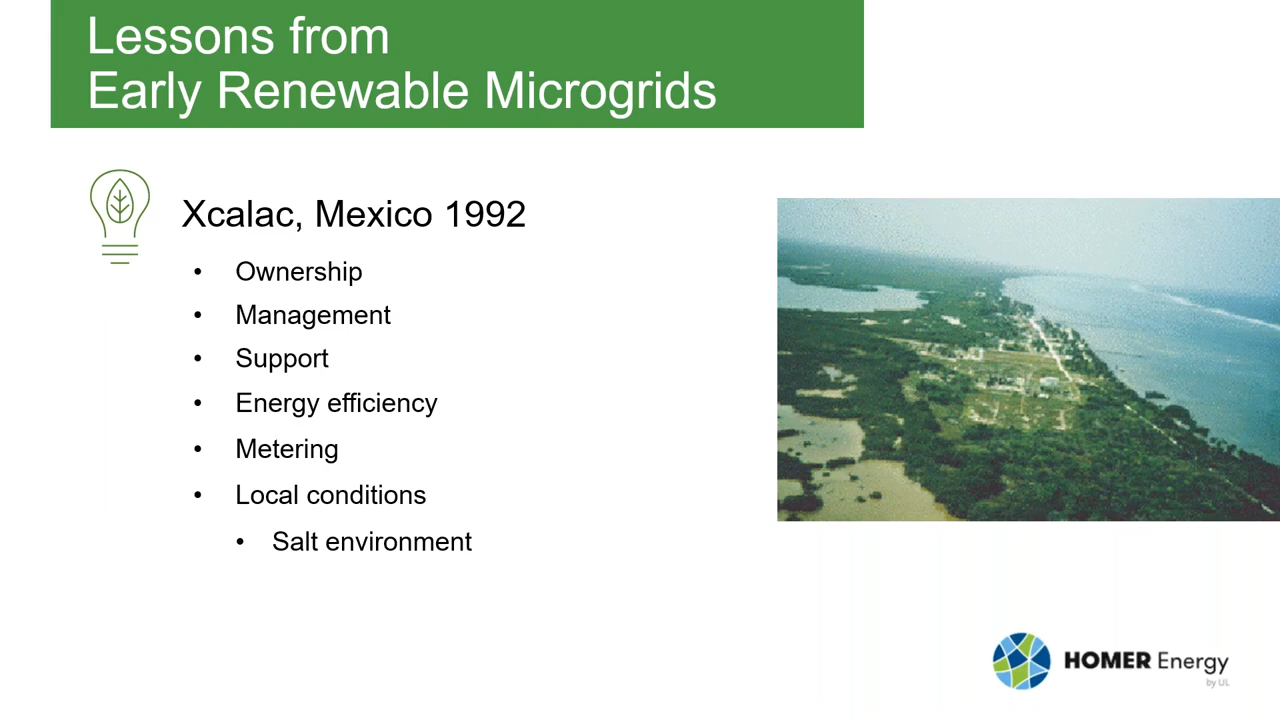 Lessons from
Early Renewable Microgrids
Xcalac, Mexico 1992
• Ownership
• Management
• Support
• Energy efficiency
• Metering
• Local conditions
• Salt environment
HOMER Energy
by UL